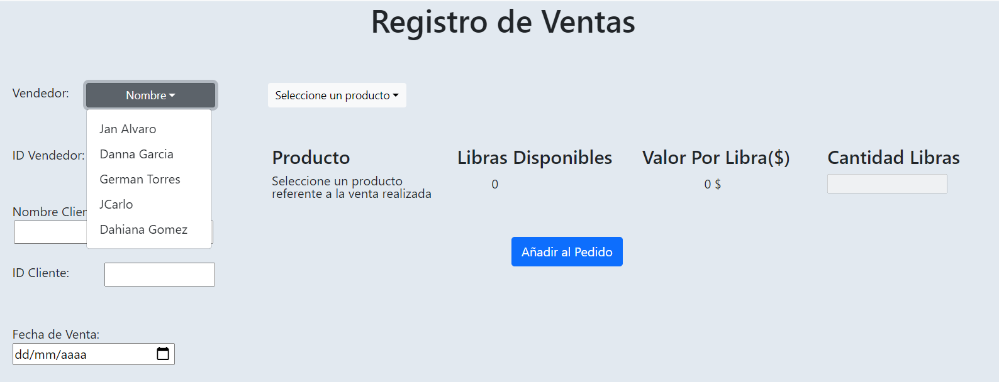 Registro de Ventas
Vendedor:
Nombre
Seleccione un producto
Jan Alvaro
Danna Garcia
German Torres
JCarlo
Dahiana Gomez
ID Vendedor:
Nombre Clien
ID Cliente:
Fecha de Venta:
dd/mm/aaaa
Producto
Libras Disponibles
Valor Por Libra($)
Cantidad Libras
Seleccione un producto
referente a la venta realizada
0
0 $
Añadir al Pedido